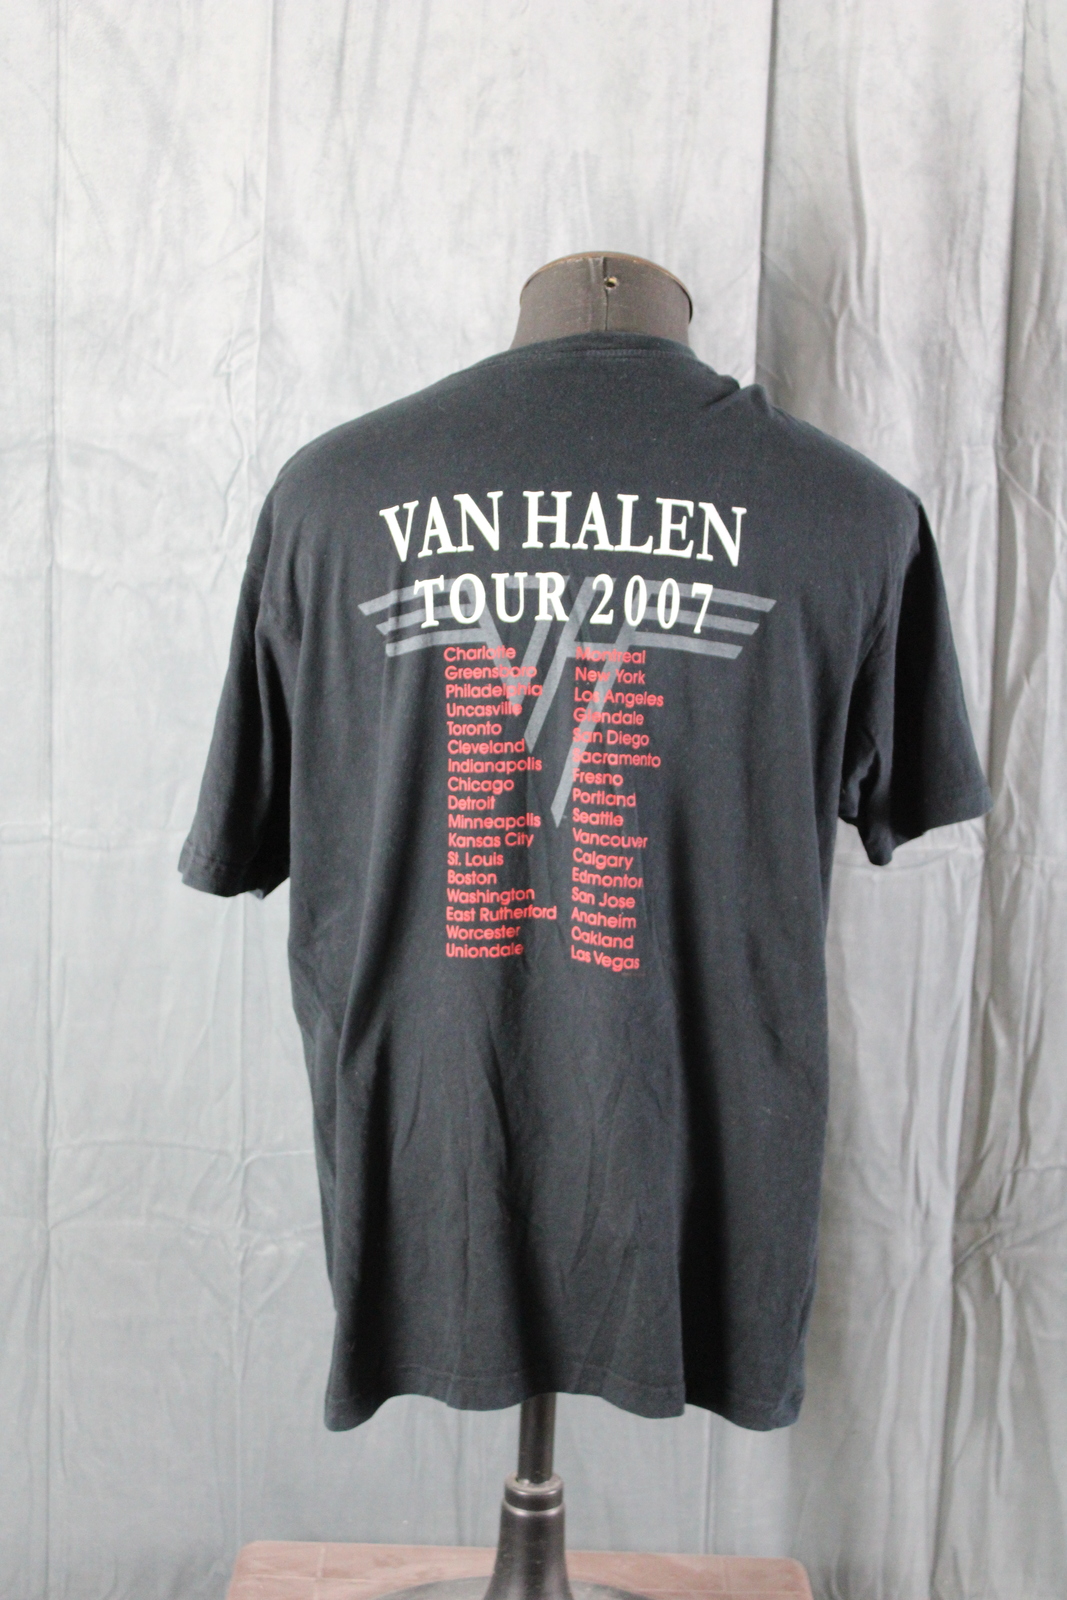 VAN HALEN
TOUR 2007
Charlotte
Greensboro
Philadelphia
Uncasville
Toronto
Cleveland
Indianapolis
Chicago
Detroit
Minneapolis
Kansas City
St. Louis
Boston
Washington
East Rutherford
Worcester
Uniondale
Montreal
New York
Los Angeles
Glendale
San Diego
Sacramento
Fresno
Portland
Seattle
Vancouver
Calgary
Edmonton
San Jose
Anaheim
Oakland
Las Vegas